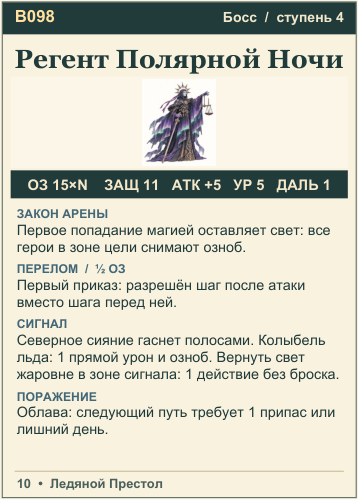 B098
Босс / ступень 4
Регент Полярной Ночи
ОЗ 15×N ЗАЩ 11 АТК +5 УР 5 ДАЛЬ 1
ЗАКОН АРЕНЫ
Первое попадание магией оставляет свет: все
герои в зоне цели снимают озноб.
ПЕРЕЛОМ / ½ ОЗ
Первый приказ: разрешён шаг после атаки
вместо шага перед ней.
СИГНАЛ
Северное сияние гаснет полосами. Колыбель
льда: 1 прямой урон и озноб. Вернуть свет
жаровне в зоне сигнала: 1 действие без броска.
ПОРАЖЕНИЕ
Облава: следующий путь требует 1 припас или
лишний день.
10 • Ледяной Престол